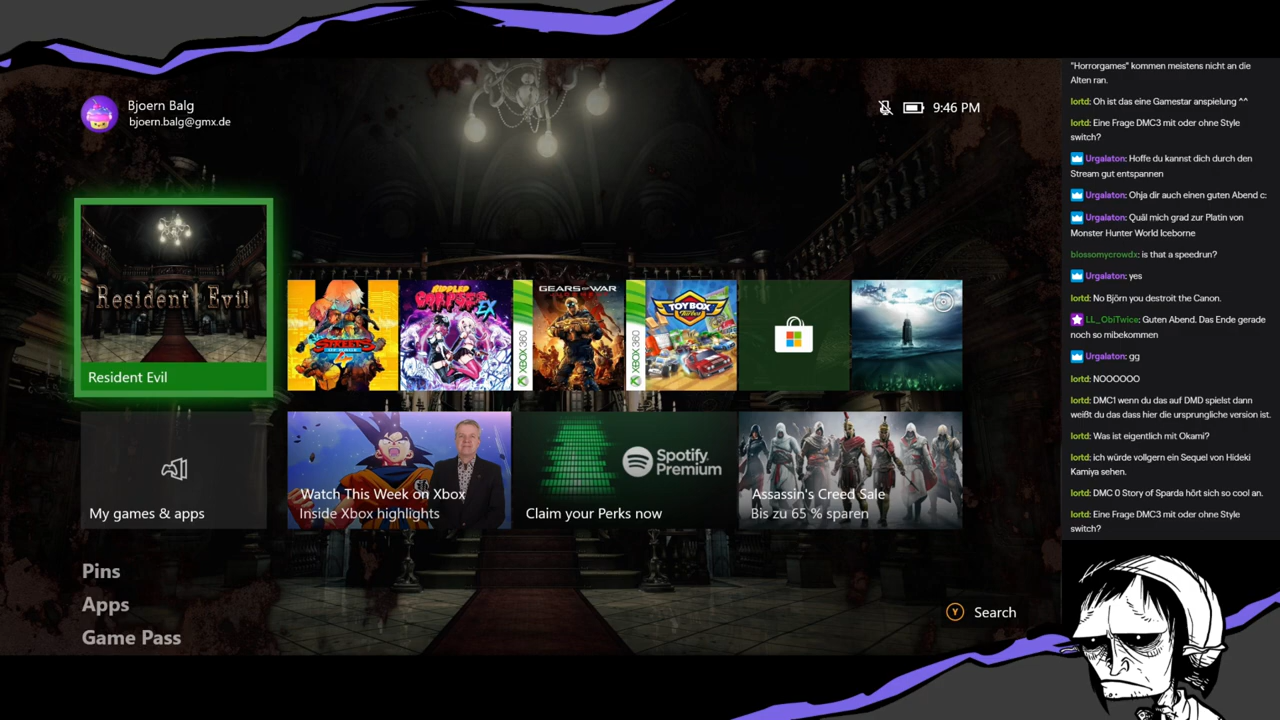 Bjoern Balg
bjoern.balg@gmx.de
9:46 PM
Resident Evil
Resident Evil
STREETS
RIPPLED CORPSE EX
XBOX 360
GEARS OF WAR
XBOX 360
TOYBOX
Turbos
My games & apps
Watch This Week on Xbox
Inside Xbox highlights
Spotify
Premium
Claim your Perks now
Assassin's Creed Sale
Bis zu 65 % sparen
Pins
Apps
Game Pass
Y Search
"Horrorgames" kommen meistens nicht an die
Alten ran.
lortd: Oh ist das eine Gamestar anspielung ^^
lortd: Eine Frage DMC3 mit oder ohne Style
switch?
Urgalaton: Hoffe du kannst dich durch den
Stream gut entspannen
Urgalaton: Ohja dir auch einen guten Abend c:
Urgalaton: Quäl mich grad zur Platin von
Monster Hunter World Iceborne
blossomycrowdx: is that a speedrun?
Urgalaton: yes
lortd: No Björn you destroit the Canon.
LL_ObiTwice: Guten Abend. Das Ende gerade
noch so mibekommen
Urgalaton: gg
lortd: NOOOOOO
lortd: DMC1 wenn du das auf DMD spielst dann
weißt du das dass hier die ursprungliche version ist.
lortd: Was ist eigentlich mit Okami?
lortd: ich würde vollgern ein Sequel von Hideki
Kamiya sehen.
lortd: DMC 0 Story of Sparda hört sich so cool an.
lortd: Eine Frage DMC3 mit oder ohne Style
switch?